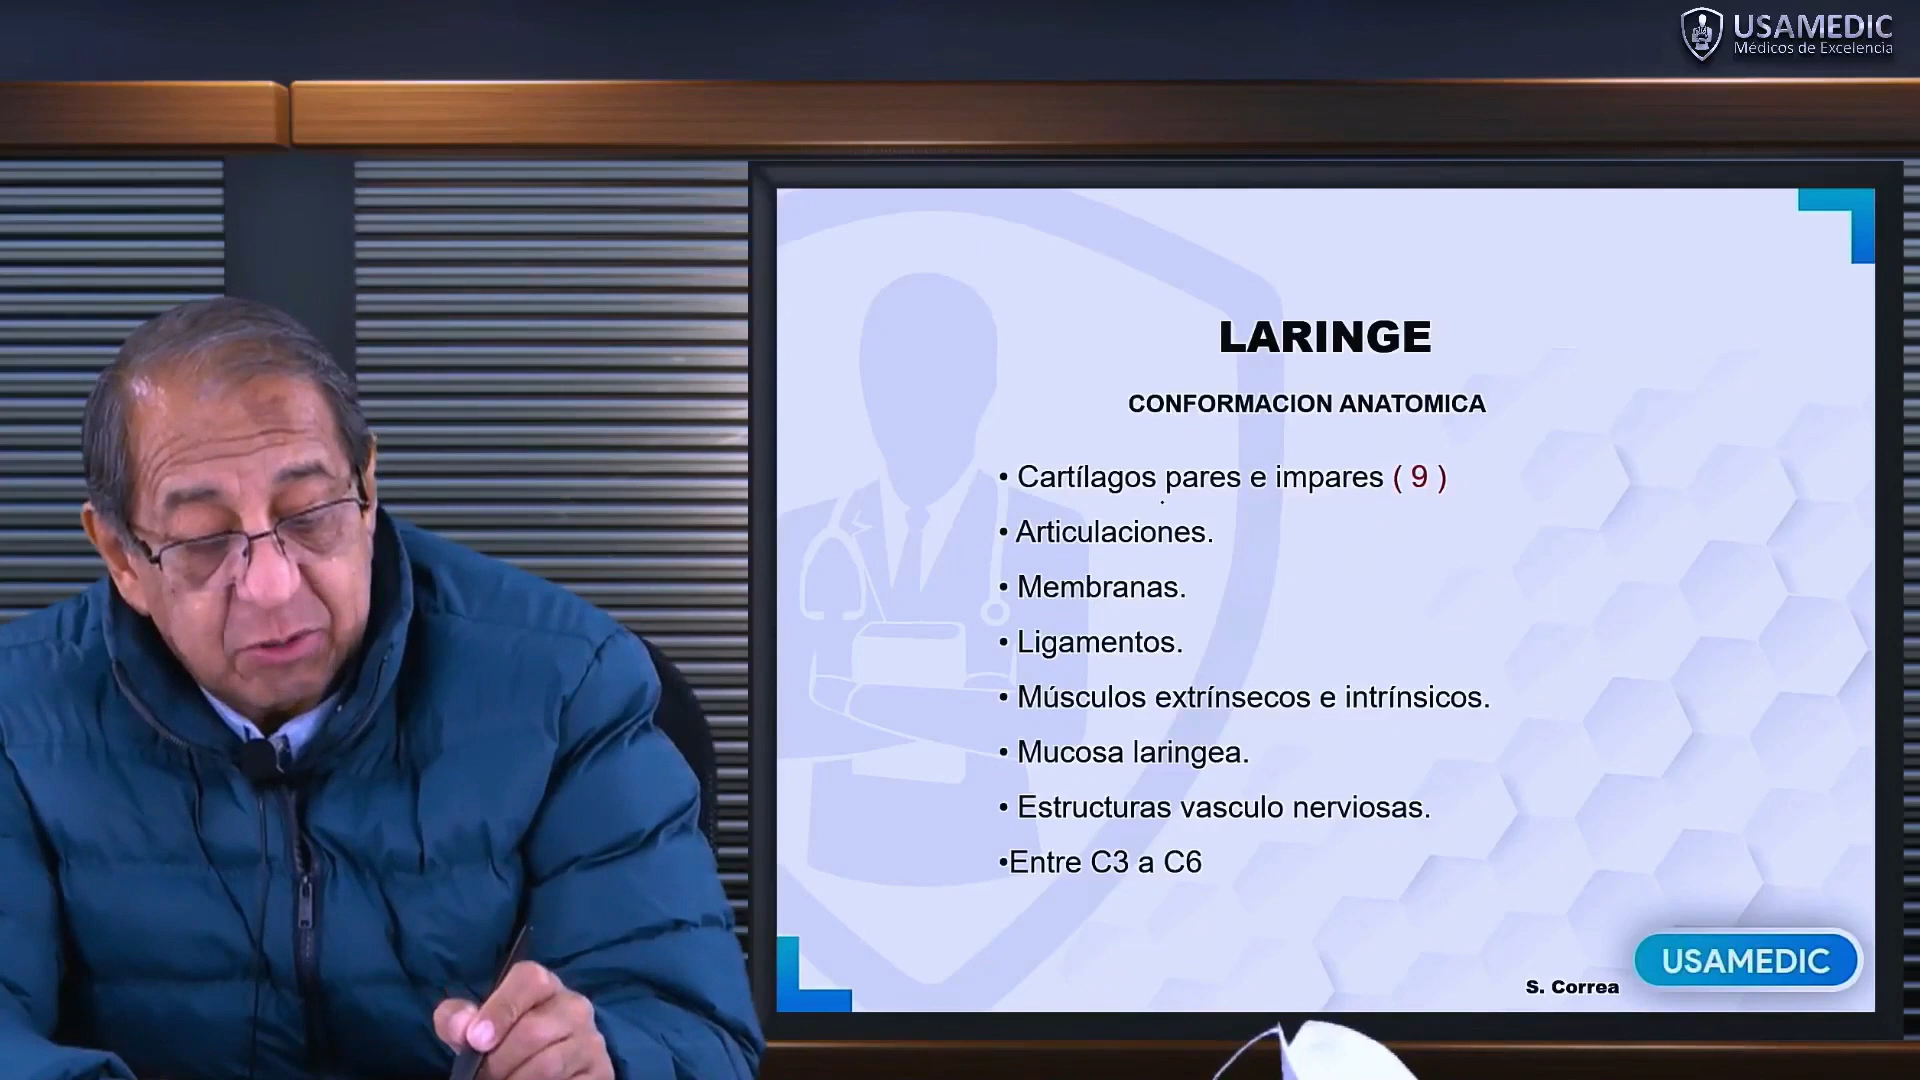 USAMEDIC
Médicos de Excelencia
LARINGE
CONFORMACION ANATOMICA
• Cartílagos pares e impares ( 9 )
• Articulaciones.
• Membranas.
• Ligamentos.
• Músculos extrínsecos e intrínsicos.
• Mucosa laringea.
• Estructuras vasculo nerviosas.
•Entre C3 a C6
S. Correa
USAMEDIC